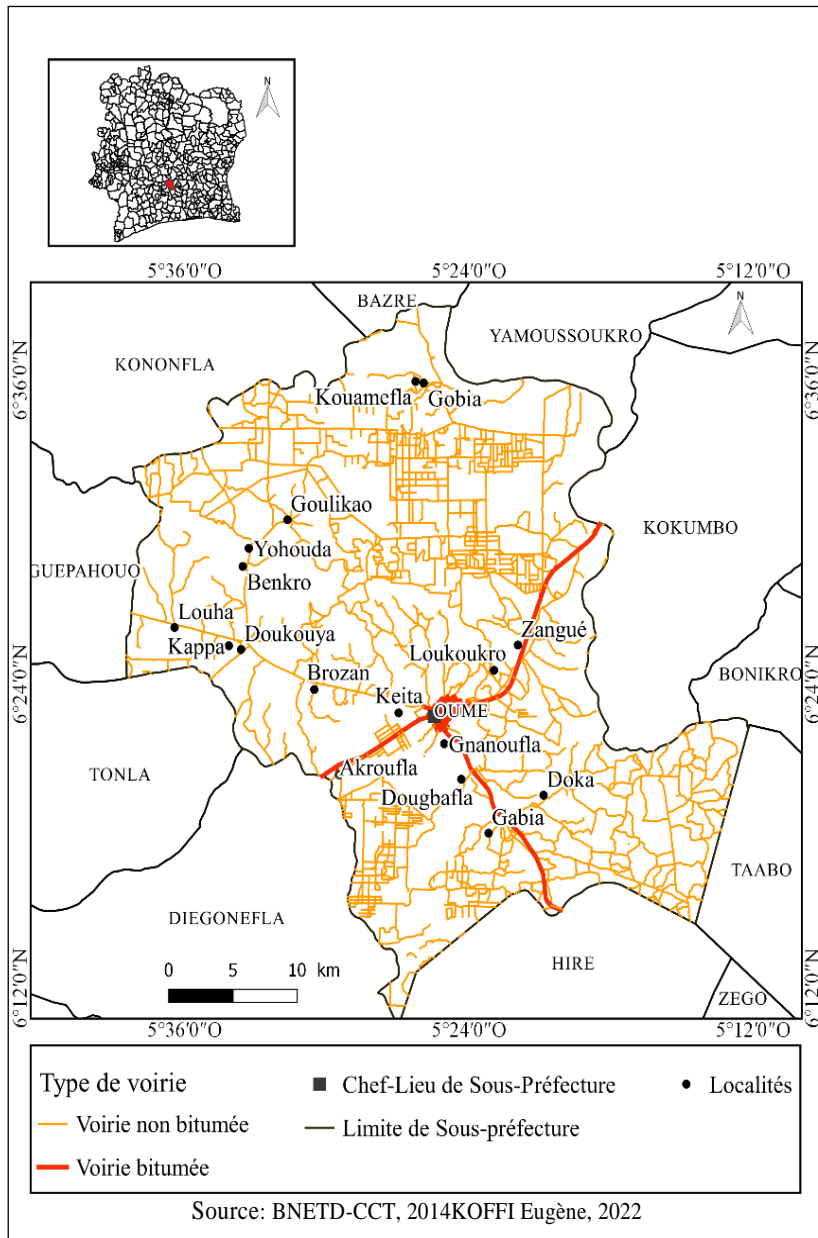 N
5°36'0"O 5°24'0"O 5°12'0"O
BAZRE
N
YAMOUSSOUKRO
KONONFLA
6°36'0"N 6°36'0"N
Kouamefla Gobia
Goulikao
KOKUMBO
Yohouda
GUEPAHOUO
Benkro
Louha
Kappa Doukouya
Zangué
Loukoukro
BONIKRO
6°24'0"N 6°24'0"N
Brozan
Keita
OUME
Gnanoufla
TONLA
Akroufla
Dougbafla
Doka
Gabia
TAABO
DIEGONEFLA
HIRE
0 5 10 km
ZEGO
6°12'0"N 6°12'0"N
5°36'0"O 5°24'0"O 5°12'0"O
Type de voirie
Chef-Lieu de Sous-Préfecture
Localités
Voirie non bitumée
Limite de Sous-préfecture
Voirie bitumée
Source: BNETD-CCT, 2014KOFFI Eugène, 2022